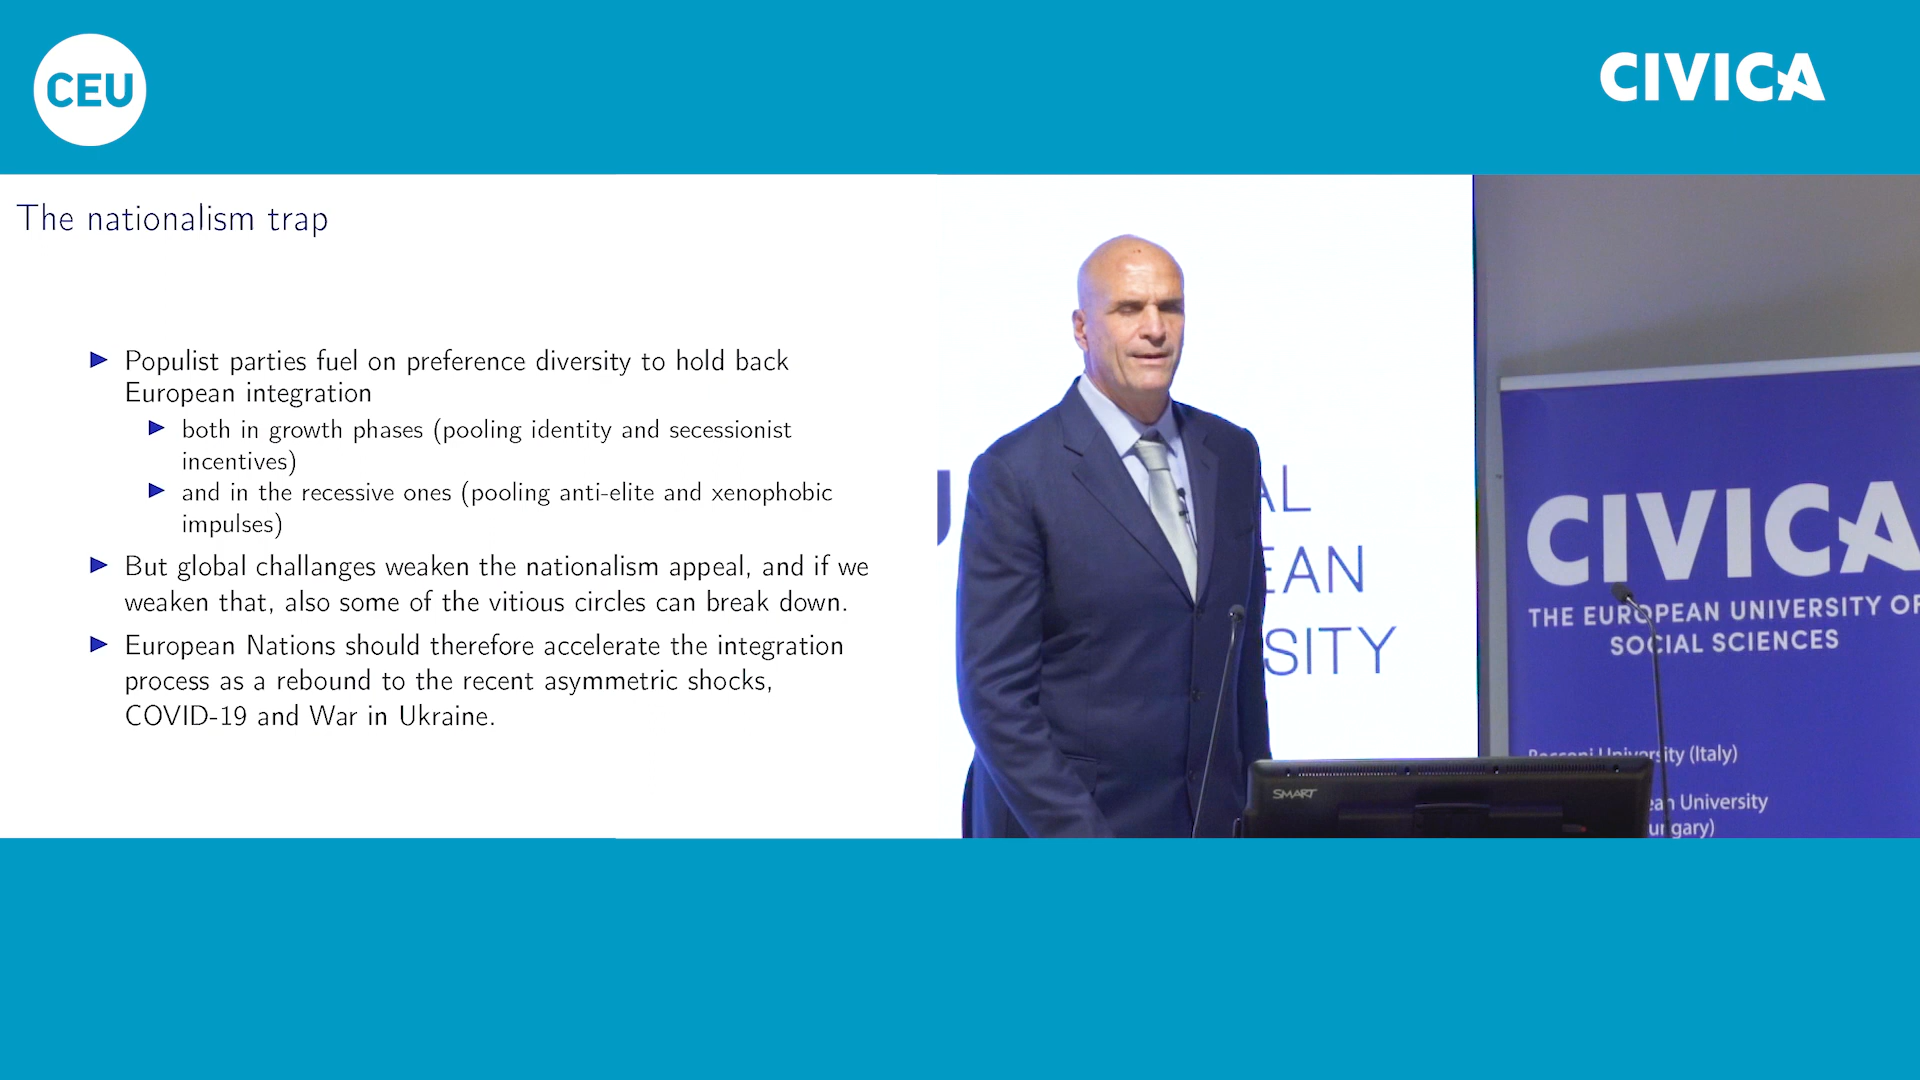 CEU
CIVICA
The nationalism trap
Populist parties fuel on preference diversity to hold back
European integration
both in growth phases (pooling identity and secessionist
incentives)
and in the recessive ones (pooling anti-elite and xenophobic
impulses)
But global challanges weaken the nationalism appeal, and if we
weaken that, also some of the vitious circles can break down.
European Nations should therefore accelerate the integration
process as a rebound to the recent asymmetric shocks,
COVID-19 and War in Ukraine.
AL
EAN
SITY
CIVICA
THE EUROPEAN UNIVERSITY OF
SOCIAL SCIENCES
Bocconi University (Italy)
ean University
ungary)
SMART